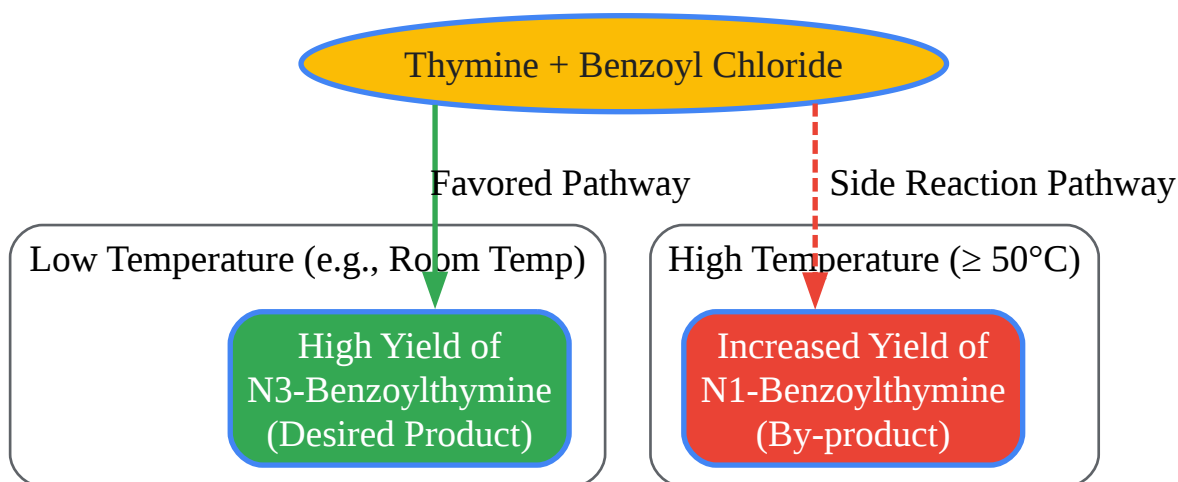 Thymine + Benzoyl Chloride
Favored Pathway
Side Reaction Pathway
Low Temperature (e.g., Room Temp)
High Temperature (≥ 50°C)
High Yield of
N3-Benzoylthymine
(Desired Product)
Increased Yield of
N1-Benzoylthymine
(By-product)